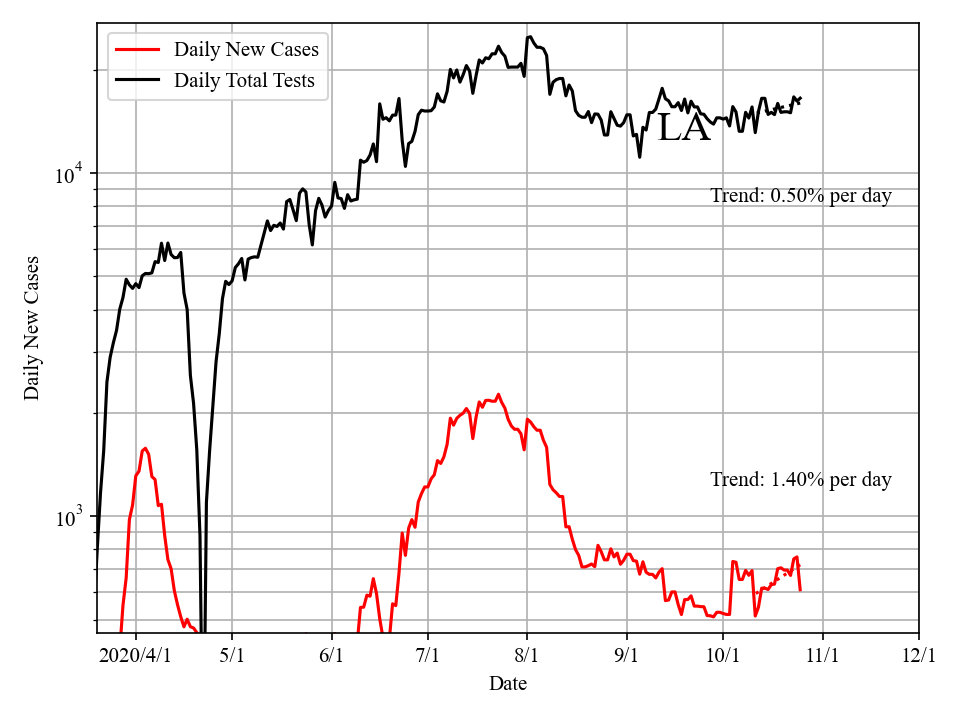 Daily New Cases
Daily Total Tests
LA
Trend: 0.50% per day
Trend: 1.40% per day
10^4
10^3
Daily New Cases
2020/4/1 5/1 6/1 7/1 8/1 9/1 10/1 11/1 12/1
Date